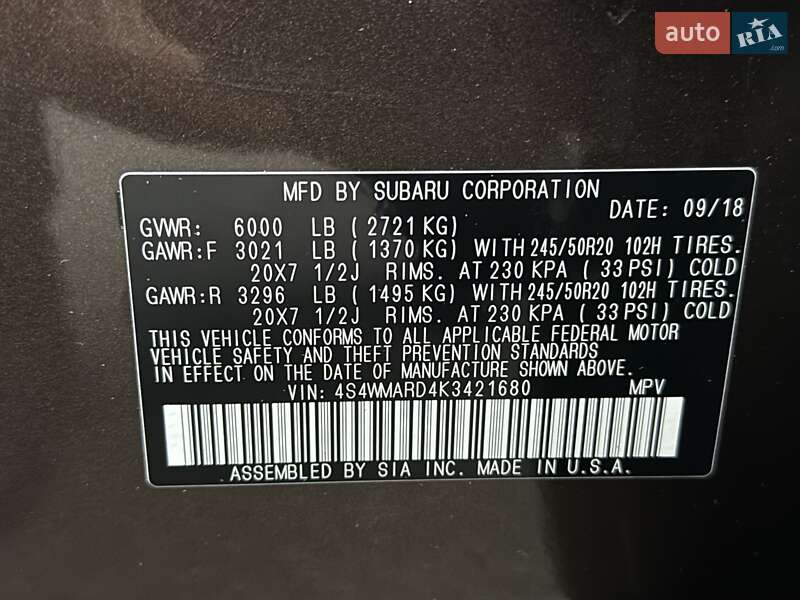 auto RIA .com
MFD BY SUBARU CORPORATION
DATE: 09/18
GVWR: 6000 LB ( 2721 KG)
GAWR:F 3021 LB ( 1370 KG) WITH 245/50R20 102H TIRES.
20X7 1/2J RIMS. AT 230 KPA ( 33 PSI) COLD
GAWR:R 3296 LB ( 1495 KG) WITH 245/50R20 102H TIRES.
20X7 1/2J RIMS. AT 230 KPA ( 33 PSI) COLD
THIS VEHICLE CONFORMS TO ALL APPLICABLE FEDERAL MOTOR
VEHICLE SAFETY AND THEFT PREVENTION STANDARDS
IN EFFECT ON THE DATE OF MANUFACTURE SHOWN ABOVE.
VIN: 4S4WMARD4K3421680 MPV
ASSEMBLED BY SIA INC. MADE IN U.S.A.